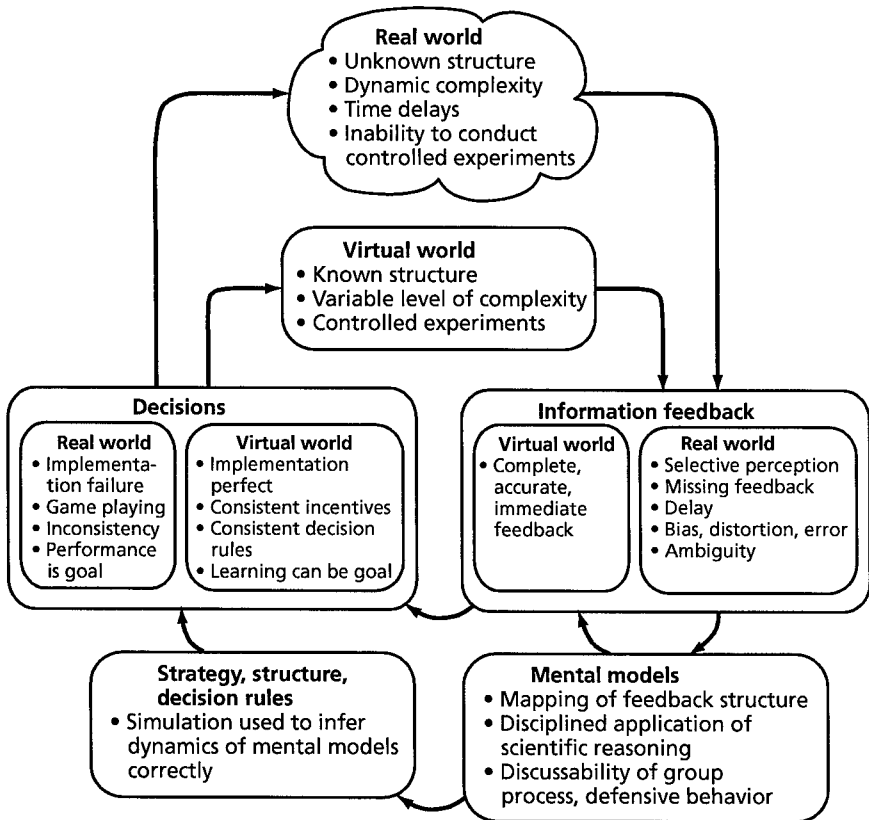 Real world
• Unknown structure
• Dynamic complexity
• Time delays
• Inability to conduct
controlled experiments
Virtual world
• Known structure
• Variable level of complexity
• Controlled experiments
Decisions
Real world
• Implementa-
tion failure
• Game playing
• Inconsistency
• Performance
is goal
Virtual world
• Implementation
perfect
• Consistent incentives
• Consistent decision
rules
• Learning can be goal
Information feedback
Virtual world
• Complete,
accurate,
immediate
feedback
Real world
• Selective perception
• Missing feedback
• Delay
• Bias, distortion, error
• Ambiguity
Strategy, structure,
decision rules
• Simulation used to infer
dynamics of mental models
correctly
Mental models
• Mapping of feedback structure
• Disciplined application of
scientific reasoning
• Discussability of group
process, defensive behavior